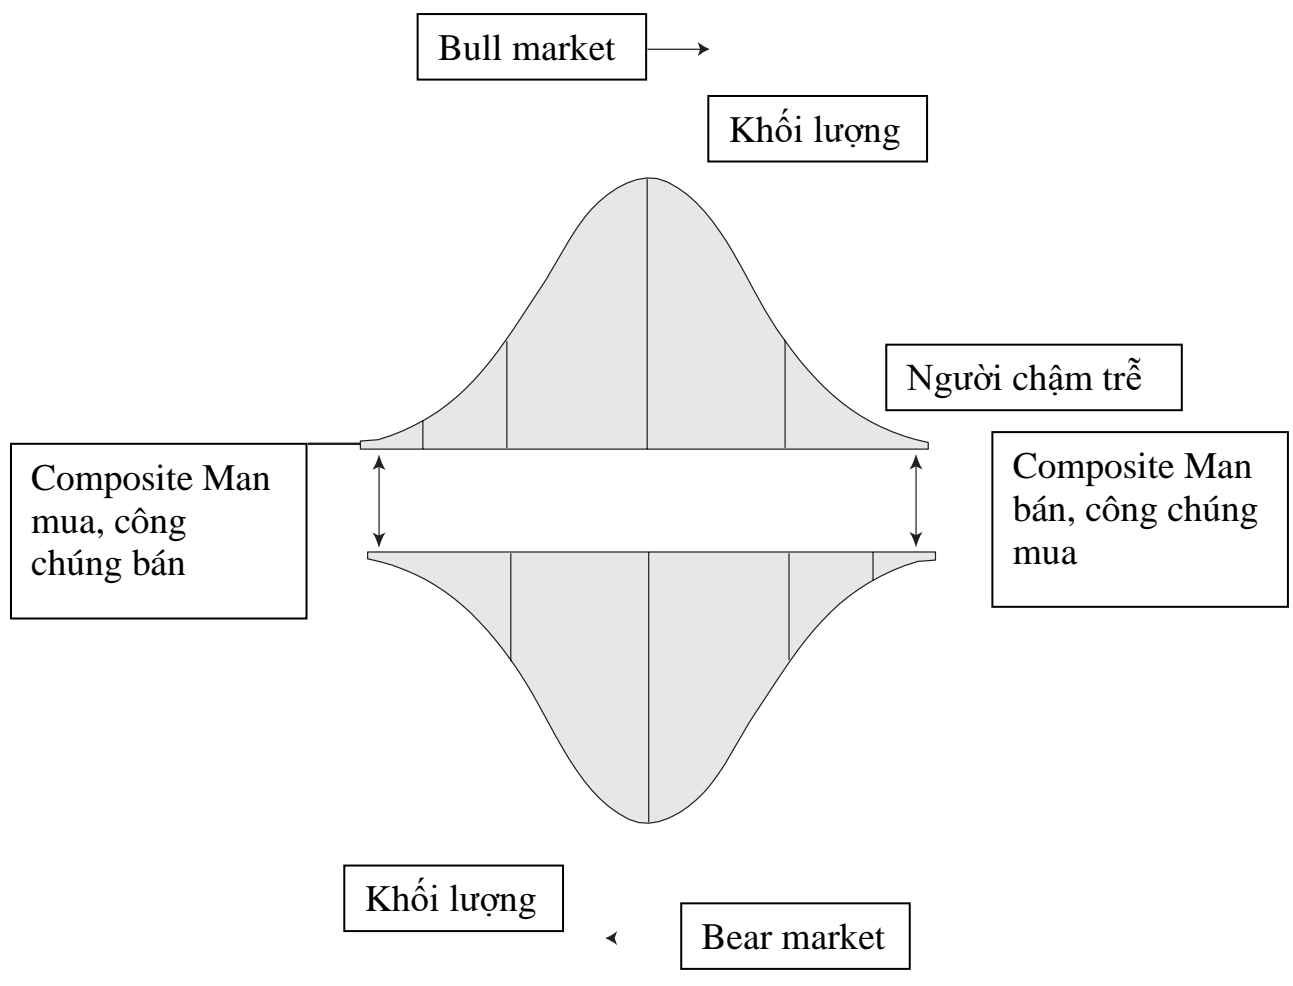 Bull market
Khối lượng
Người chậm trễ
Composite Man
mua, công
chúng bán
Composite Man
bán, công chúng
mua
Khối lượng
Bear market